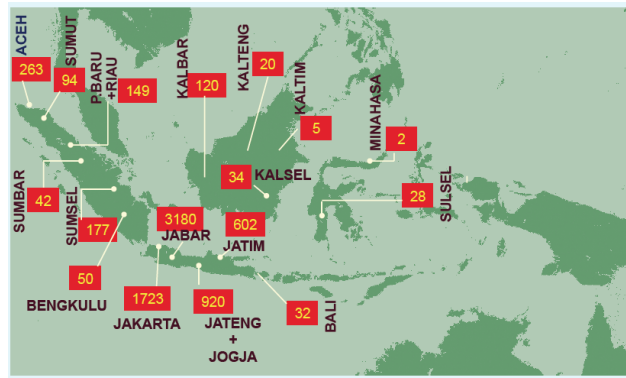 ACEH
263
SUMUT
94
P.BARU
+RIAU
149
KALBAR
120
KALTENG
20
KALTIM
5
MINAHASA
2
SUMBAR
42
SUMSEL
177
34
KALSEL
28
SULSEL
3180
JABAR
602
JATIM
50
BENGKULU
1723
JAKARTA
920
JATENG
+
JOGJA
32
BALI